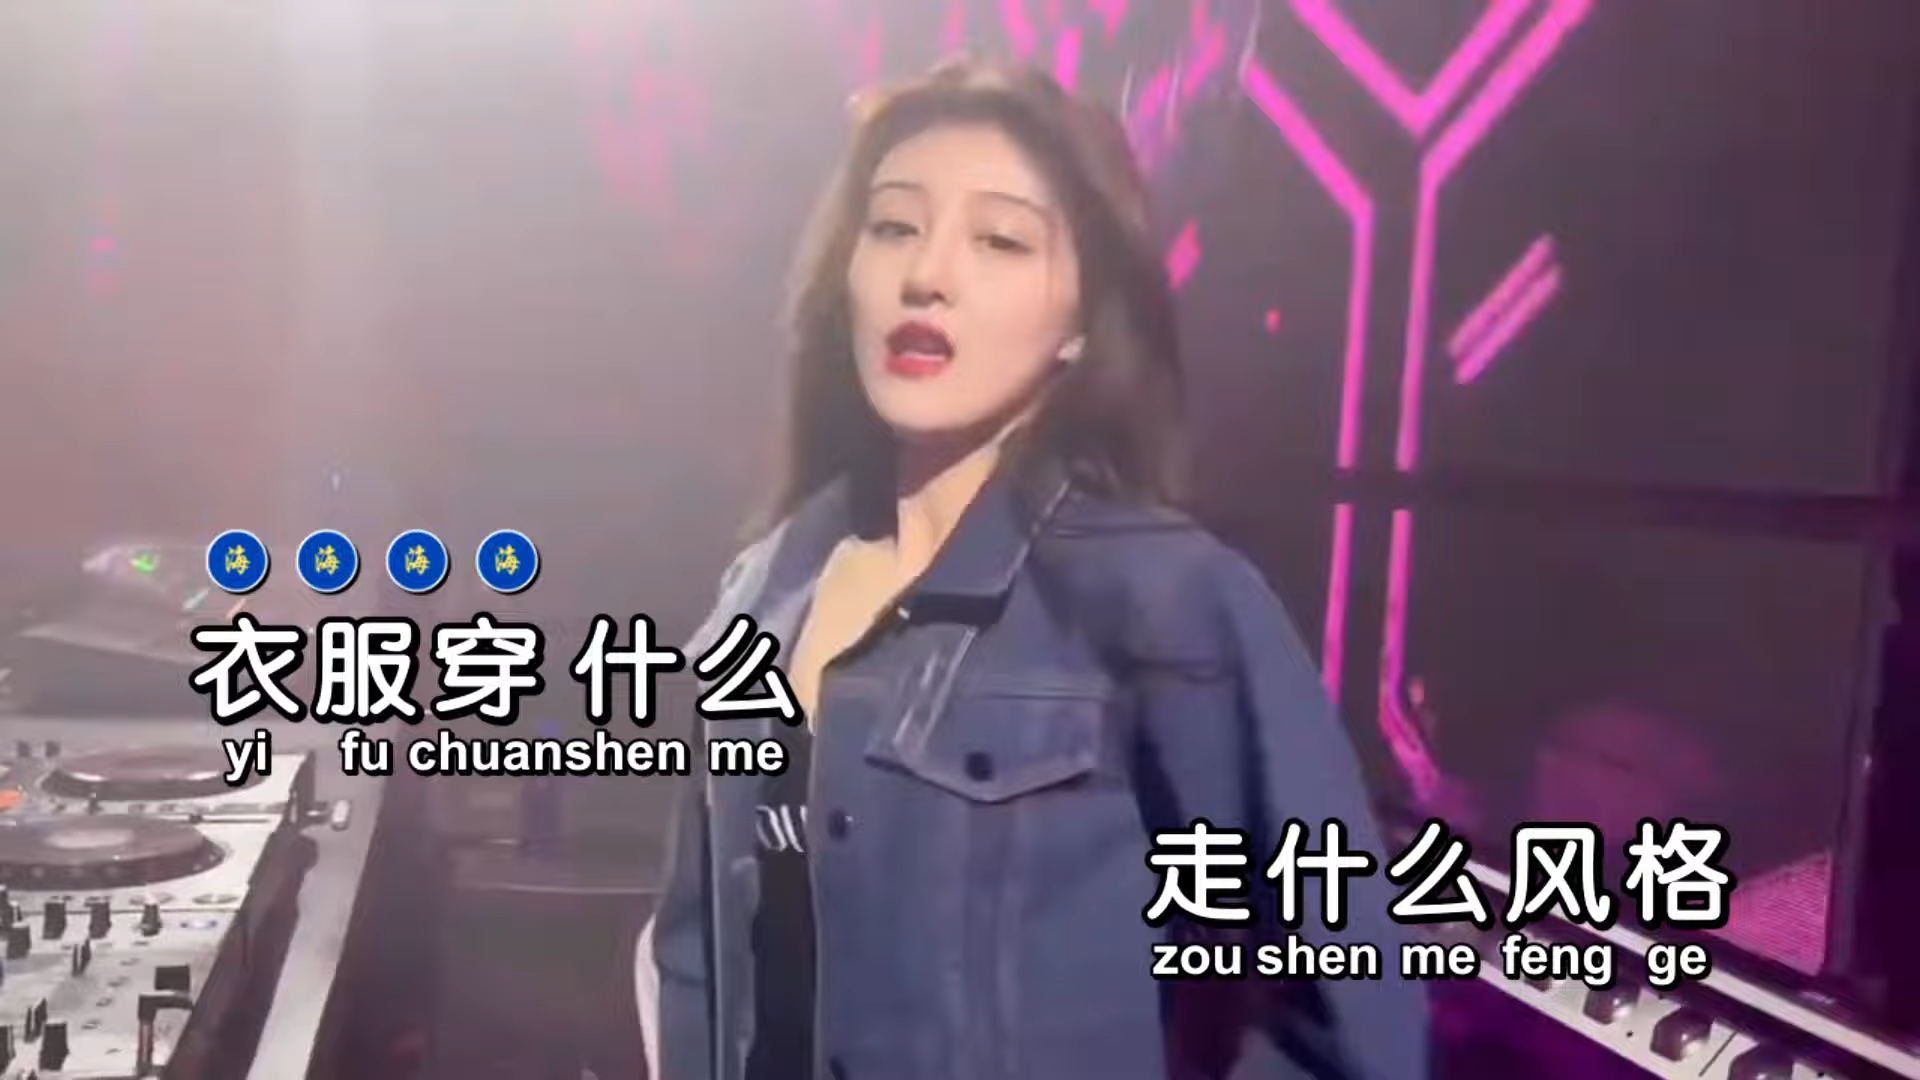 海 海 海 海
衣服穿 什么
yi fu chuanshen me
走什么风格
zou shen me feng ge